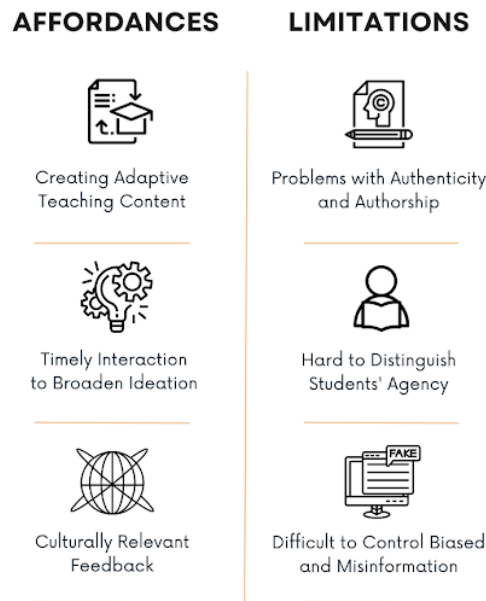 AFFORDANCES
LIMITATIONS
Creating Adaptive
Teaching Content
©
Problems with Authenticity
and Authorship
Timely Interaction
to Broaden Ideation
Hard to Distinguish
Students' Agency
Culturally Relevant
Feedback
FAKE
Difficult to Control Biased
and Misinformation